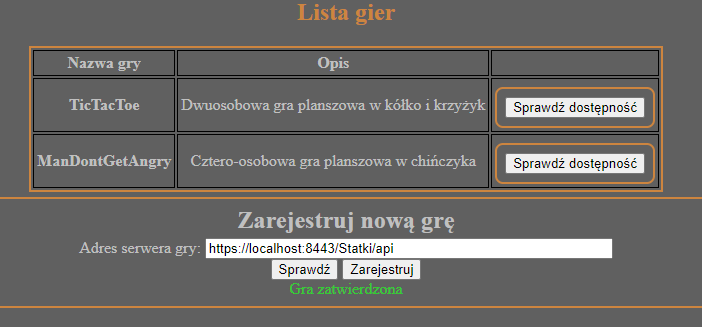 Lista gier
Nazwa gry Opis
TicTacToe Dwuosobowa gra planszowa w kółko i krzyżyk Sprawdź dostępność
ManDontGetAngry Cztero-osobowa gra planszowa w chińczyka Sprawdź dostępność
Zarejestruj nową grę
Adres serwera gry: https://localhost:8443/Statki/api
Sprawdź Zarejestruj
Gra zatwierdzona